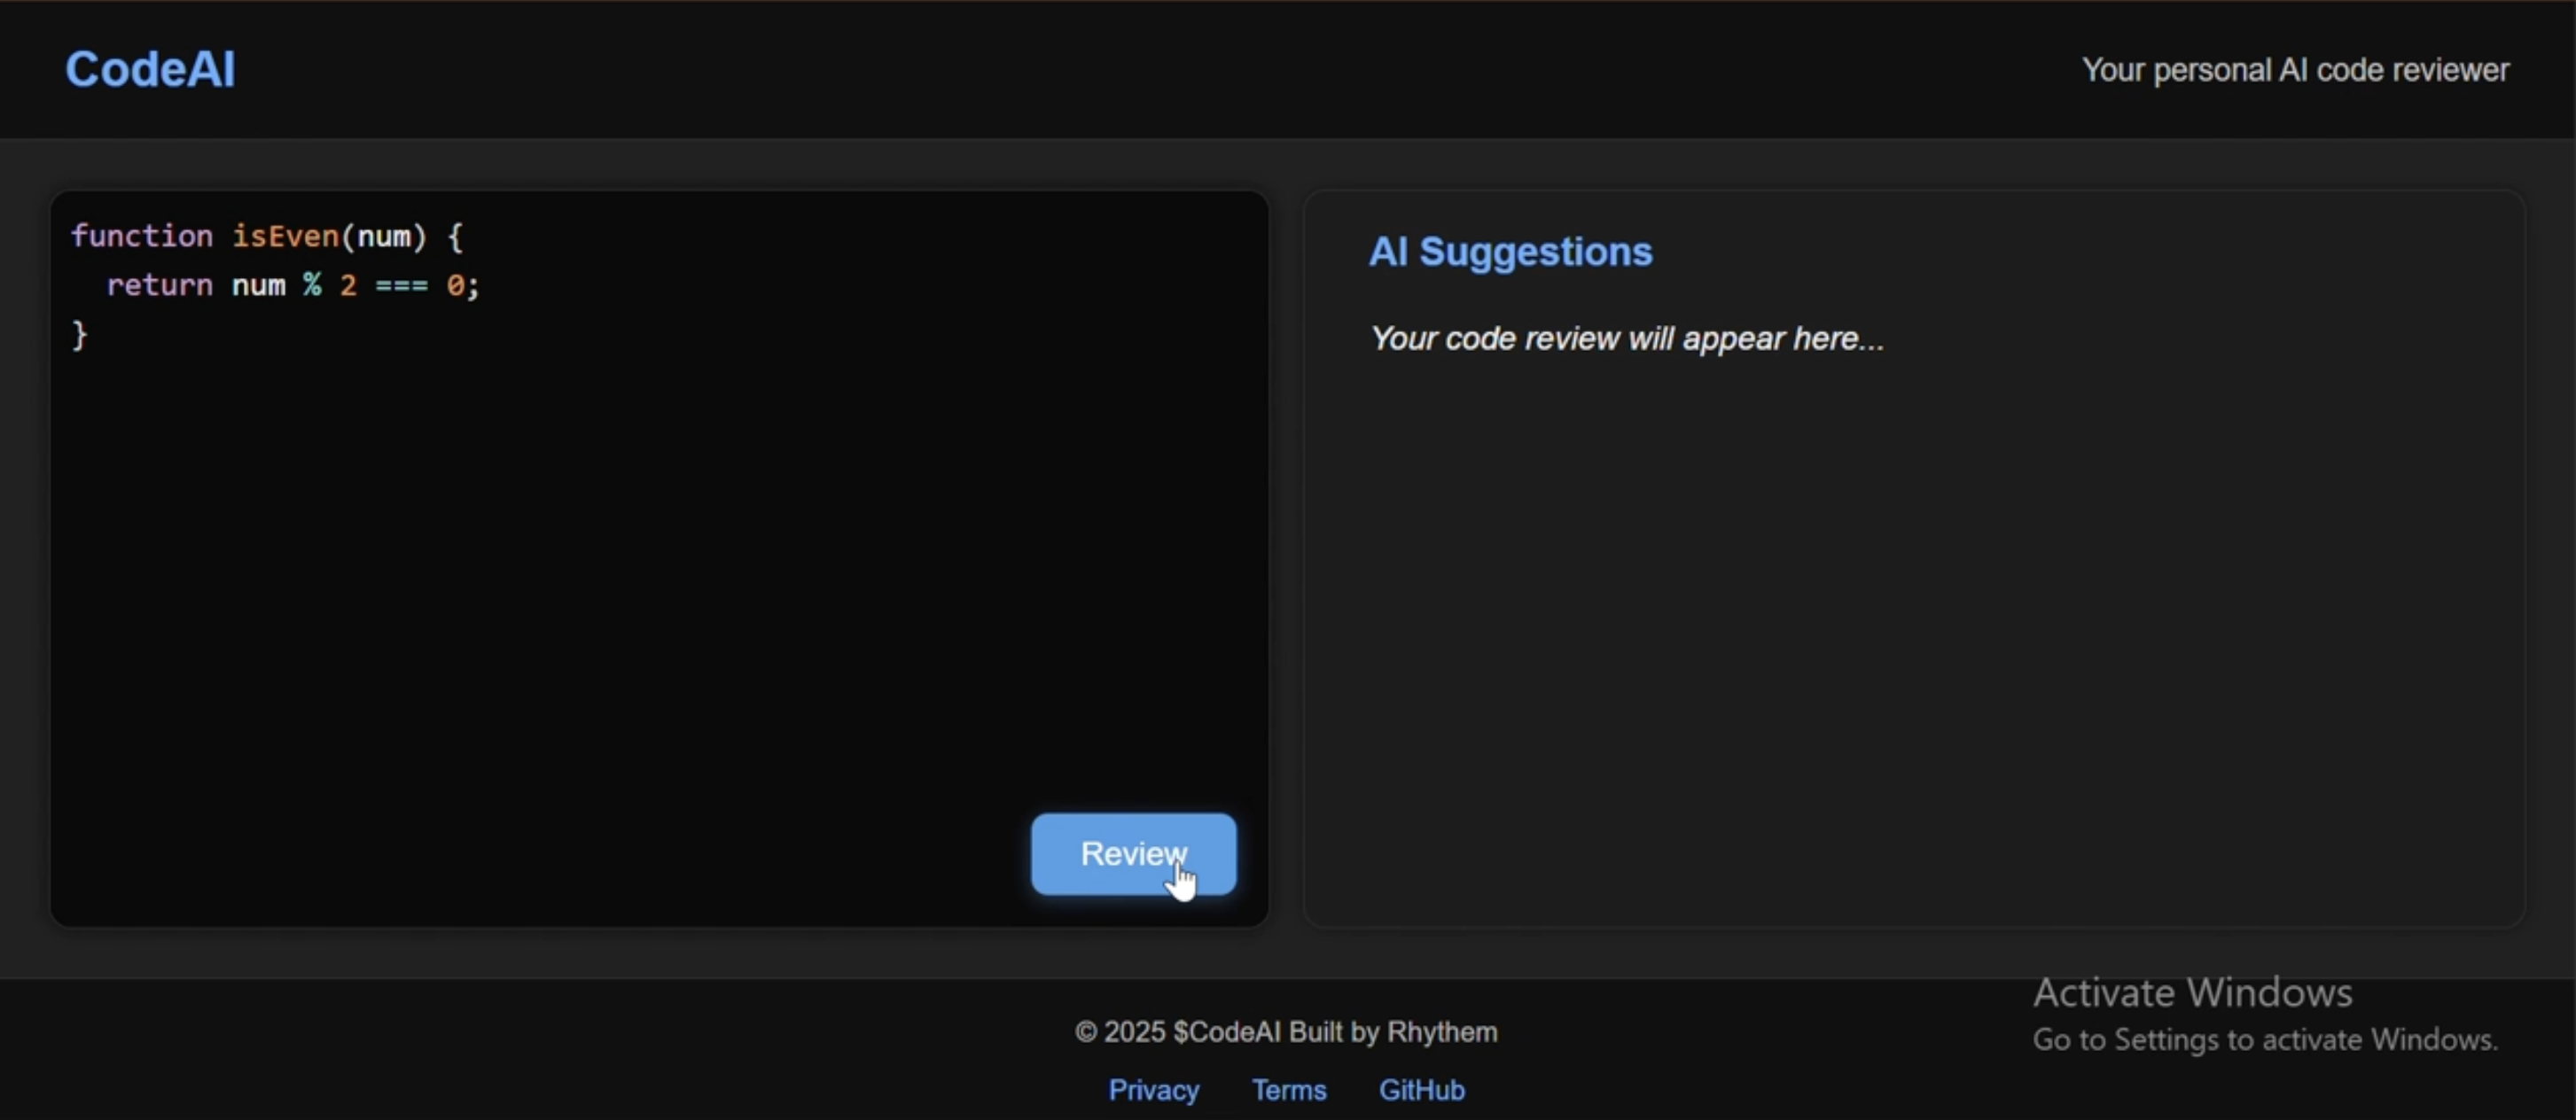 CodeAI
Your personal AI code reviewer
function isEven(num) {
  return num % 2 === 0;
}
Review
AI Suggestions
Your code review will appear here...
© 2025 $CodeAI Built by Rhythem
Privacy Terms GitHub
Activate Windows
Go to Settings to activate Windows.